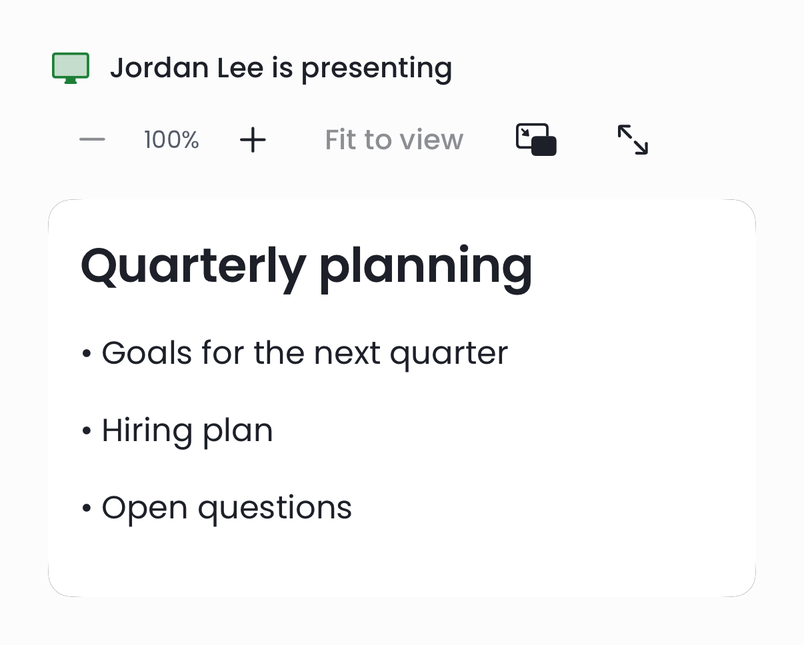 Jordan Lee is presenting
100% Fit to view
Quarterly planning
• Goals for the next quarter
• Hiring plan
• Open questions